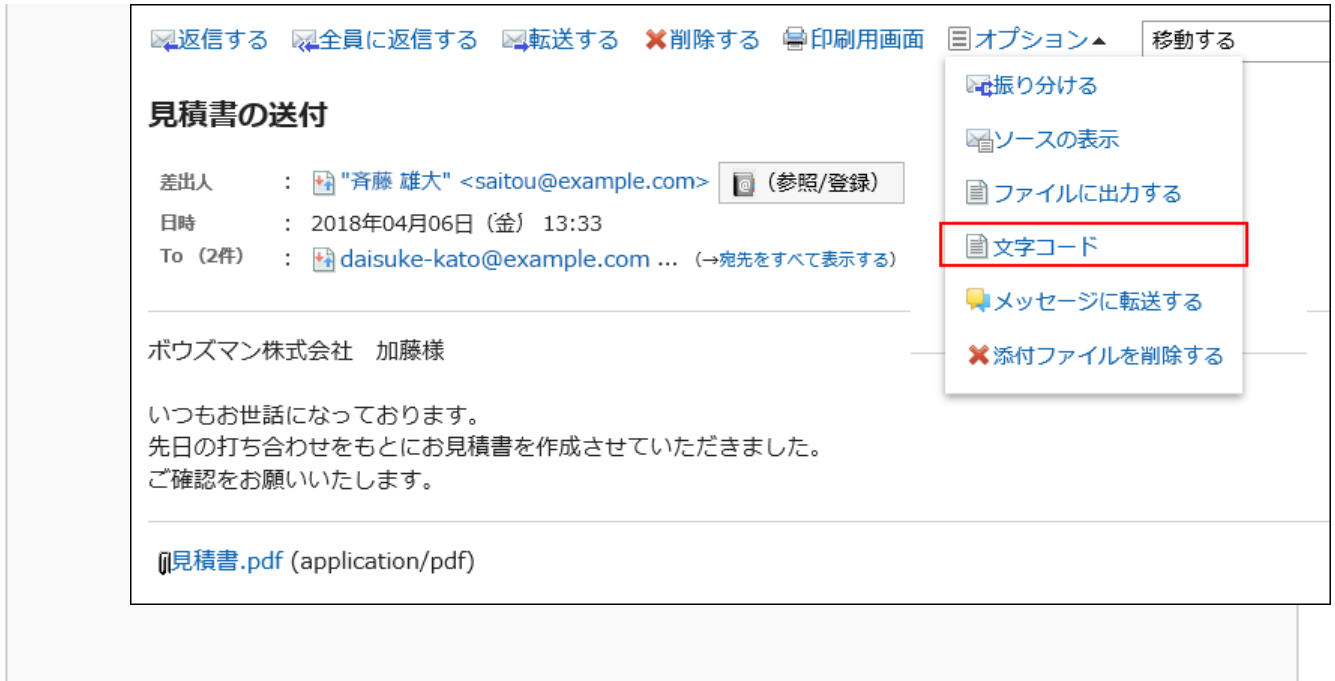 返信する 全員に返信する 転送する 削除する 印刷用画面 オプション▲ 移動する
振り分ける
ソースの表示
ファイルに出力する
文字コード
メッセージに転送する
添付ファイルを削除する
見積書の送付
差出人 : "斉藤 雄大" <saitou@example.com> (参照/登録)
日時 : 2018年04月06日(金) 13:33
To (2件) : daisuke-kato@example.com ... (→宛先をすべて表示する)
ボウズマン株式会社 加藤様
いつもお世話になっております。
先日の打ち合わせをもとにお見積書を作成させていただきました。
ご確認をお願いいたします。
見積書.pdf (application/pdf)